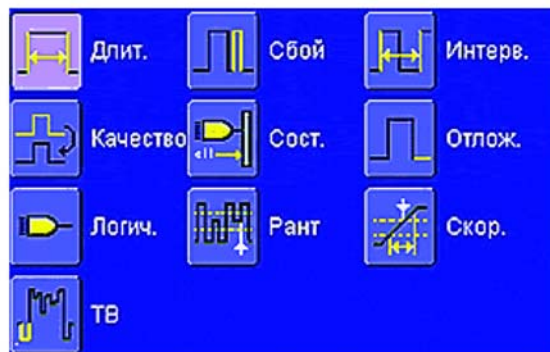 Длит.
Сбой
Интерв.
Качество
Сост.
Отлож.
Логич.
Рант
Скор.
ТВ